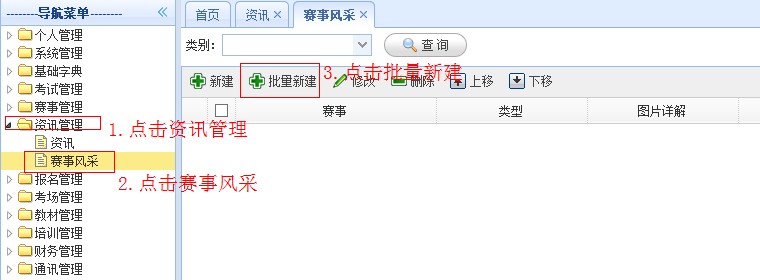 --------导航菜单--------
首页
资讯
赛事风采
个人管理
系统管理
基础字典
考试管理
赛事管理
资讯管理
资讯
赛事风采
报名管理
考场管理
教材管理
培训管理
财务管理
通讯管理
类别:
查询
3.点击批量新建
新建
批量新建
修改
删除
上移
下移
赛事
类型
图片详解
1.点击资讯管理
2.点击赛事风采